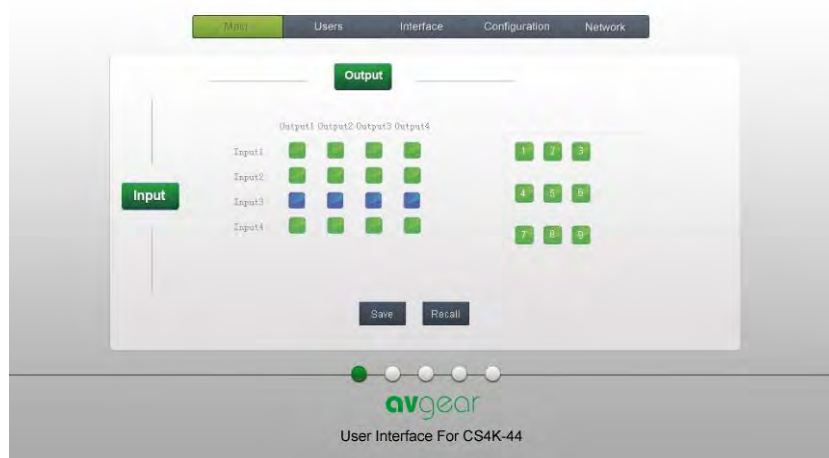 Main Users Interface Configuration Network
Output
Output1 Output2 Output3 Output4
Input1
1 2 3
Input2
Input
Input3
4 5 6
Input4
7 8 9
Save Recall
avgear
User Interface For CS4K-44